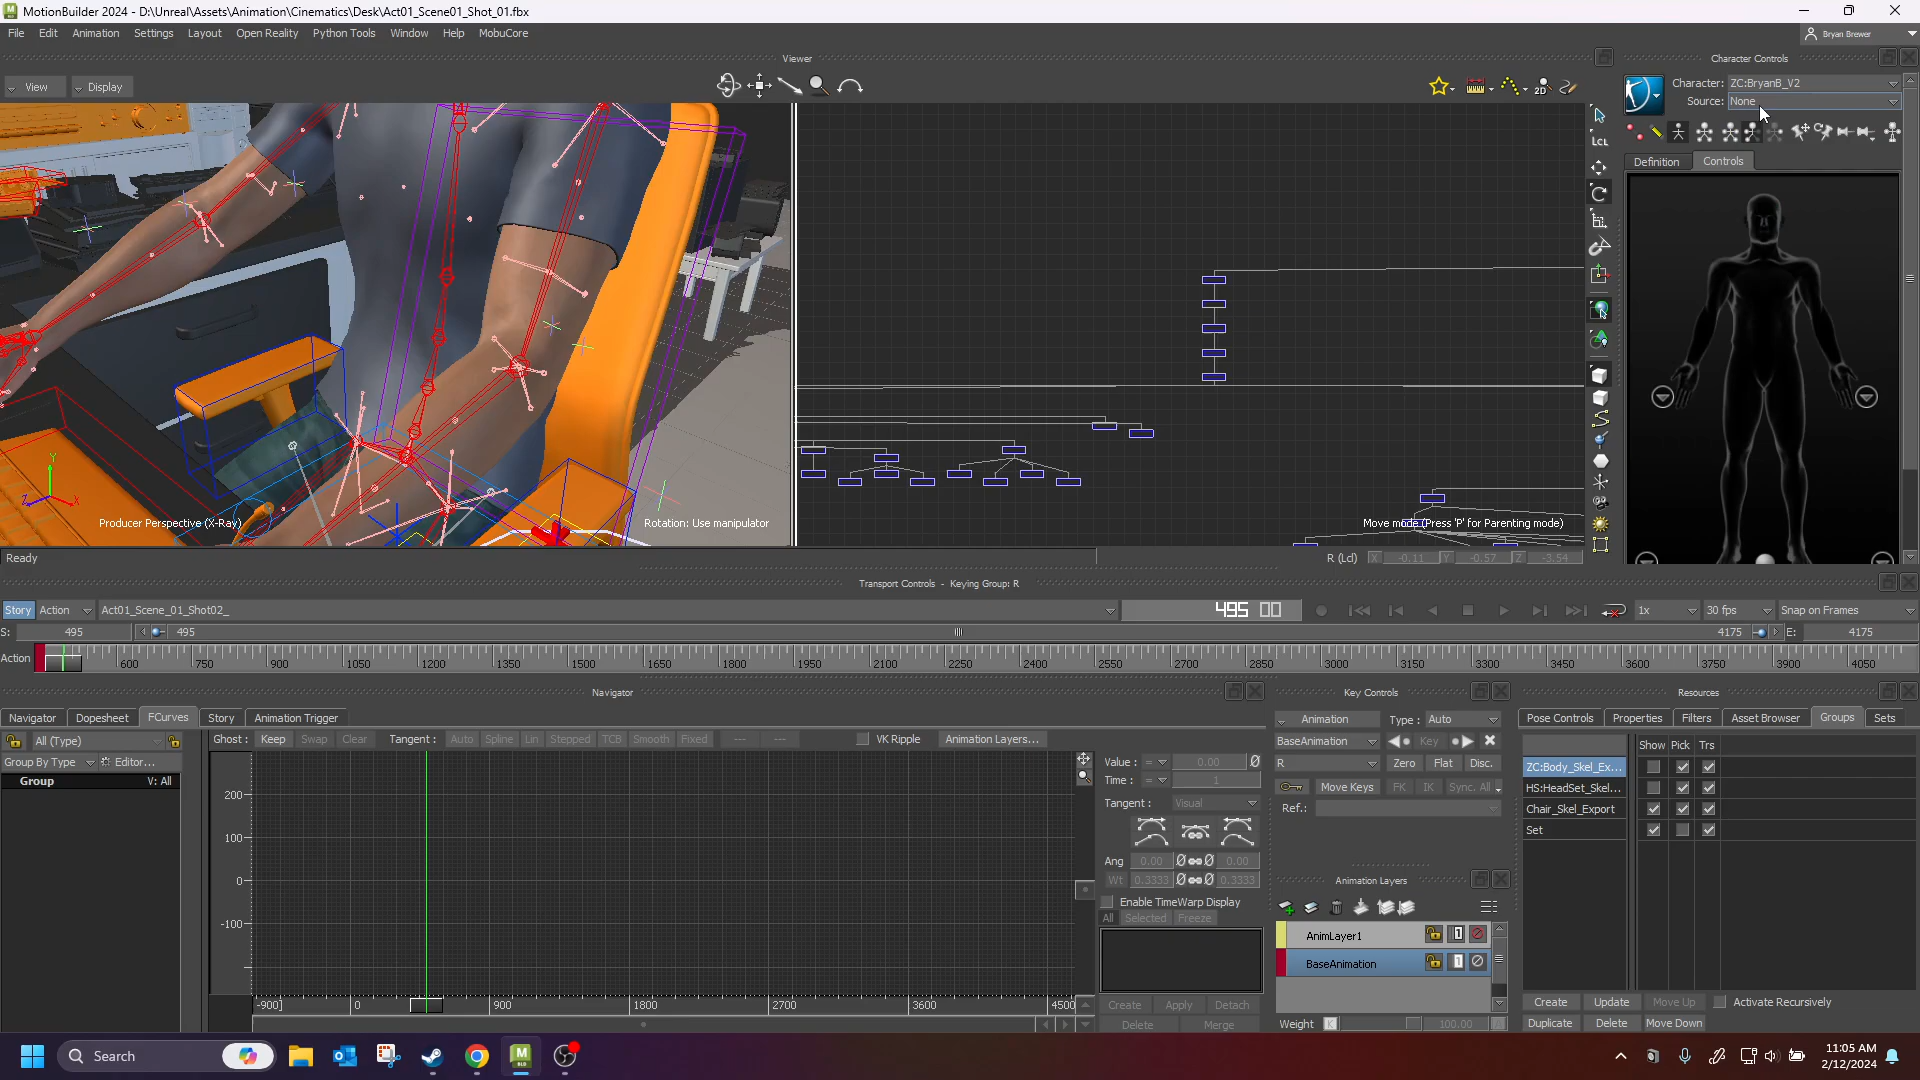 MotionBuilder 2024 - D:\Unreal\Assets\Animation\Cinematics\Desk\Act01_Scene01_Shot_01.fbx
File Edit Animation Settings Layout Open Reality Python Tools Window Help MobuCore
Bryan Brewer
Viewer
View Display
2D
Producer Perspective (X-Ray)
Rotation: Use manipulator
Move mode (Press 'P' for Parenting mode)
Y
Z
X
LCL
Ready
R (Lcl) X -0.11 Y -0.57 Z -3.54
Character Controls
Character: ZC:BryanB_V2
Source: None
Definition Controls
Transport Controls - Keying Group: R
Story Action Act01_Scene_01_Shot02_ 495 00 1x 30 fps Snap on Frames
S: 495 495 4175 E: 4175
Action 600 750 900 1050 1200 1350 1500 1650 1800 1950 2100 2250 2400 2550 2700 2850 3000 3150 3300 3450 3600 3750 3900 4050
Navigator
Navigator Dopesheet FCurves Story Animation Trigger
All (Type)
Group By Type Editor...
Group V: All
Ghost : Keep Swap Clear Tangent : Auto Spline Lin Stepped TCB Smooth Fixed --- --- VK Ripple Animation Layers...
200
100
0
-100
-900] 0 900 1800 2700 3600 4500
Value : = 0.00
Time : = 1
Tangent : Visual
Ang 0.00 0.00
Wt 0.3333 0.3333
Enable TimeWarp Display
All Selected Freeze
Create Apply Detach
Delete Merge
Key Controls
Animation Type : Auto
BaseAnimation Key
R Zero Flat Disc.
Move Keys FK IK Sync. All
Ref.:
Animation Layers
AnimLayer1
BaseAnimation
Weight K 100.00
Resources
Pose Controls Properties Filters Asset Browser Groups Sets
Show Pick Trs
ZC:Body_Skel_Ex...
HS:HeadSet_Skel...
Chair_Skel_Export
Set
Create Update Move Up Activate Recursively
Duplicate Delete Move Down
Search
11:05 AM
2/12/2024